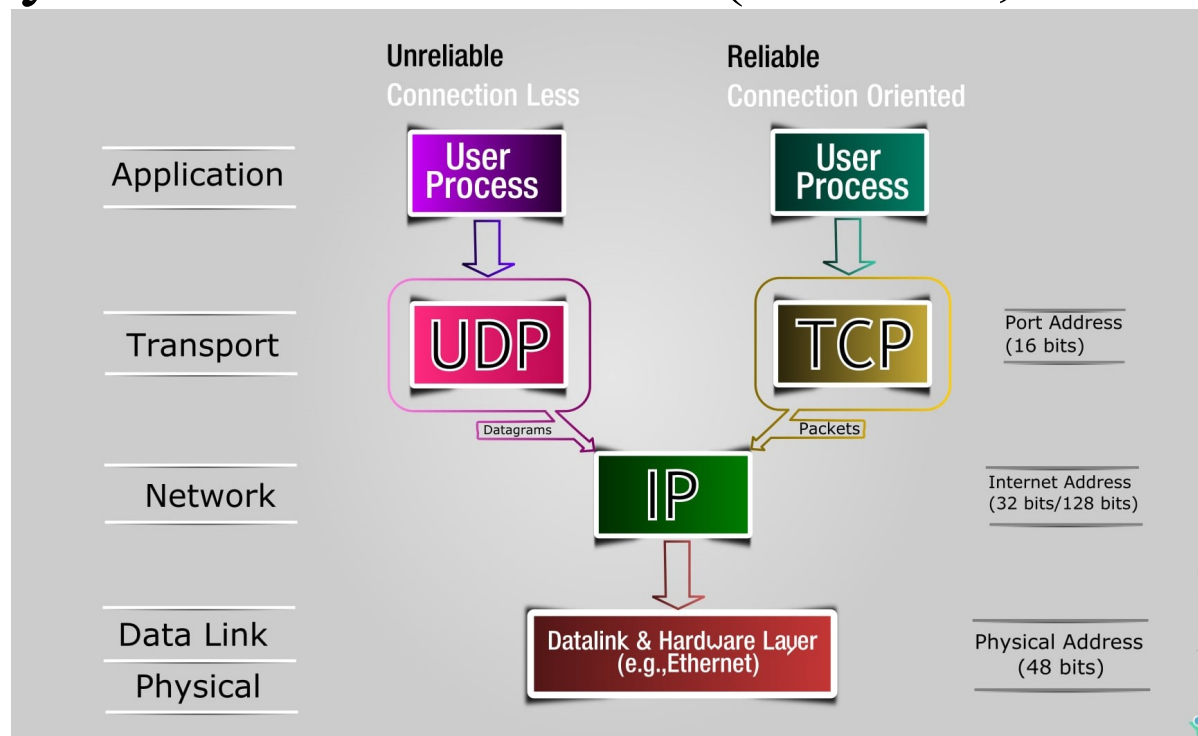 Unreliable
Connection Less
Reliable
Connection Oriented
Application
User
Process
User
Process
Transport
UDP
TCP
Port Address
(16 bits)
Datagrams
Packets
Network
IP
Internet Address
(32 bits/128 bits)
Data Link
Physical
Datalink & Hardware Layer
(e.g.,Ethernet)
Physical Address
(48 bits)